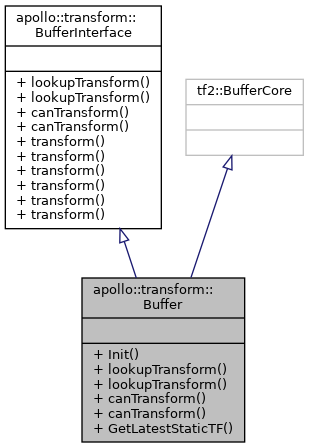 apollo::transform::
BufferInterface
+ lookupTransform()
+ lookupTransform()
+ canTransform()
+ canTransform()
+ transform()
+ transform()
+ transform()
+ transform()
+ transform()
+ transform()
tf2::BufferCore
apollo::transform::
Buffer
+ Init()
+ lookupTransform()
+ lookupTransform()
+ canTransform()
+ canTransform()
+ GetLatestStaticTF()